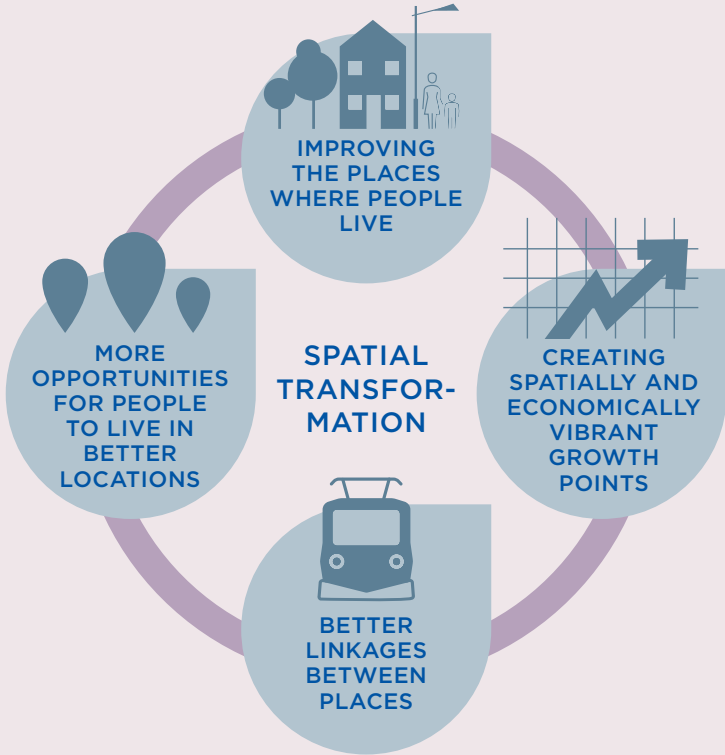 IMPROVING
THE PLACES
WHERE PEOPLE
LIVE
MORE
OPPORTUNITIES
FOR PEOPLE
TO LIVE IN
BETTER
LOCATIONS
SPATIAL
TRANSFOR-
MATION
CREATING
SPATIALLY AND
ECONOMICALLY
VIBRANT
GROWTH
POINTS
BETTER
LINKAGES
BETWEEN
PLACES